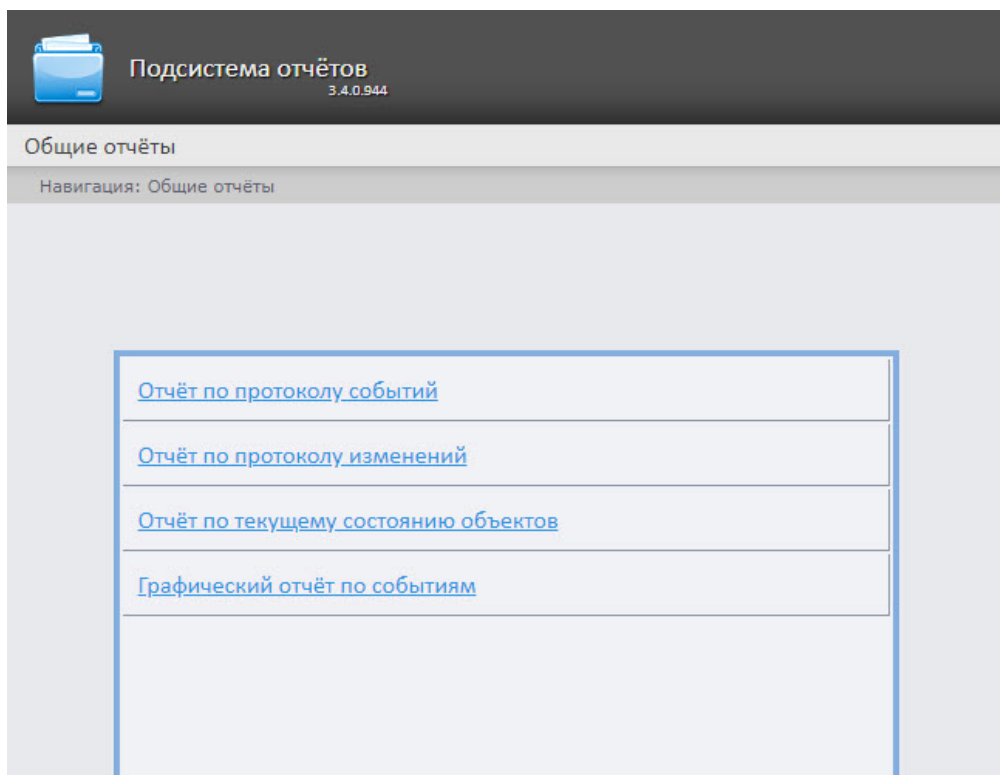 Подсистема отчётов
3.4.0.944
Общие отчёты
Навигация: Общие отчёты
Отчёт по протоколу событий
Отчёт по протоколу изменений
Отчёт по текущему состоянию объектов
Графический отчёт по событиям